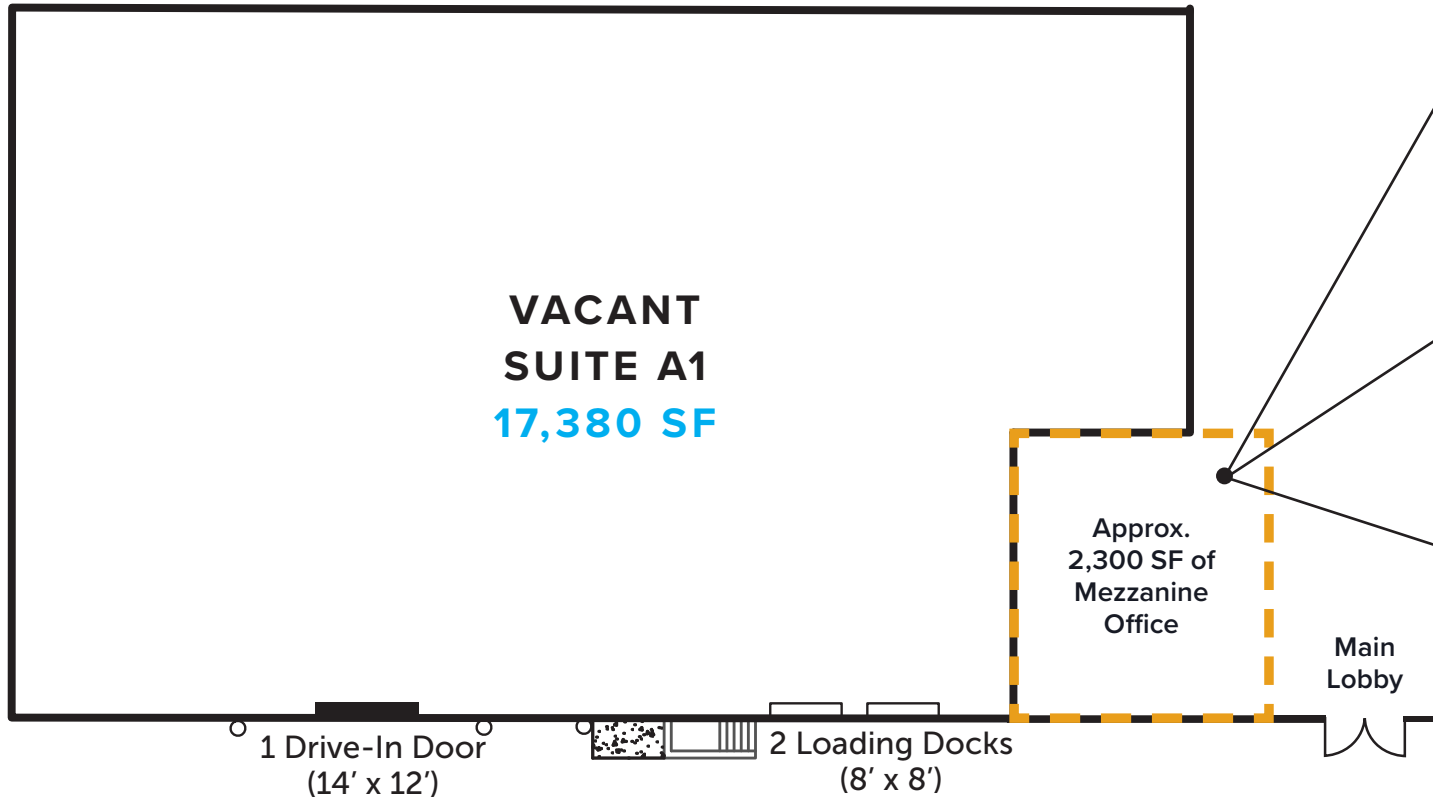 VACANT
SUITE A1
17,380 SF
Approx.
2,300 SF of
Mezzanine
Office
Main
Lobby
1 Drive-In Door
(14′ x 12′)
2 Loading Docks
(8′ x 8′)